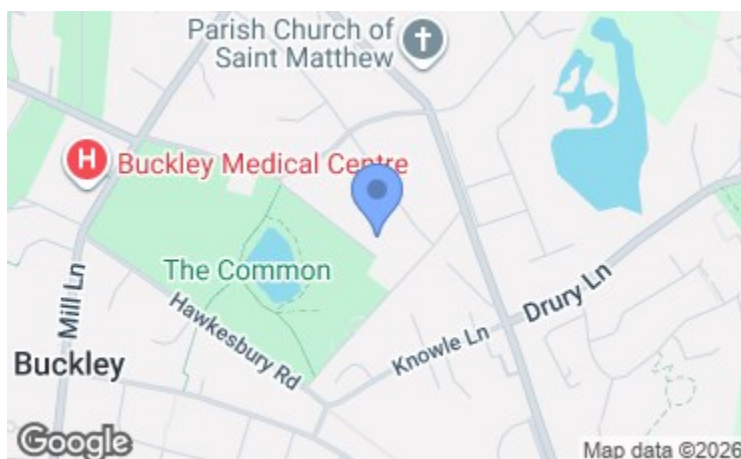 Parish Church of
Saint Matthew
H
Buckley Medical Centre
The Common
Mill Ln
Hawkesbury Rd
Drury Ln
Knowle Ln
Buckley
Google
Map data ©2026